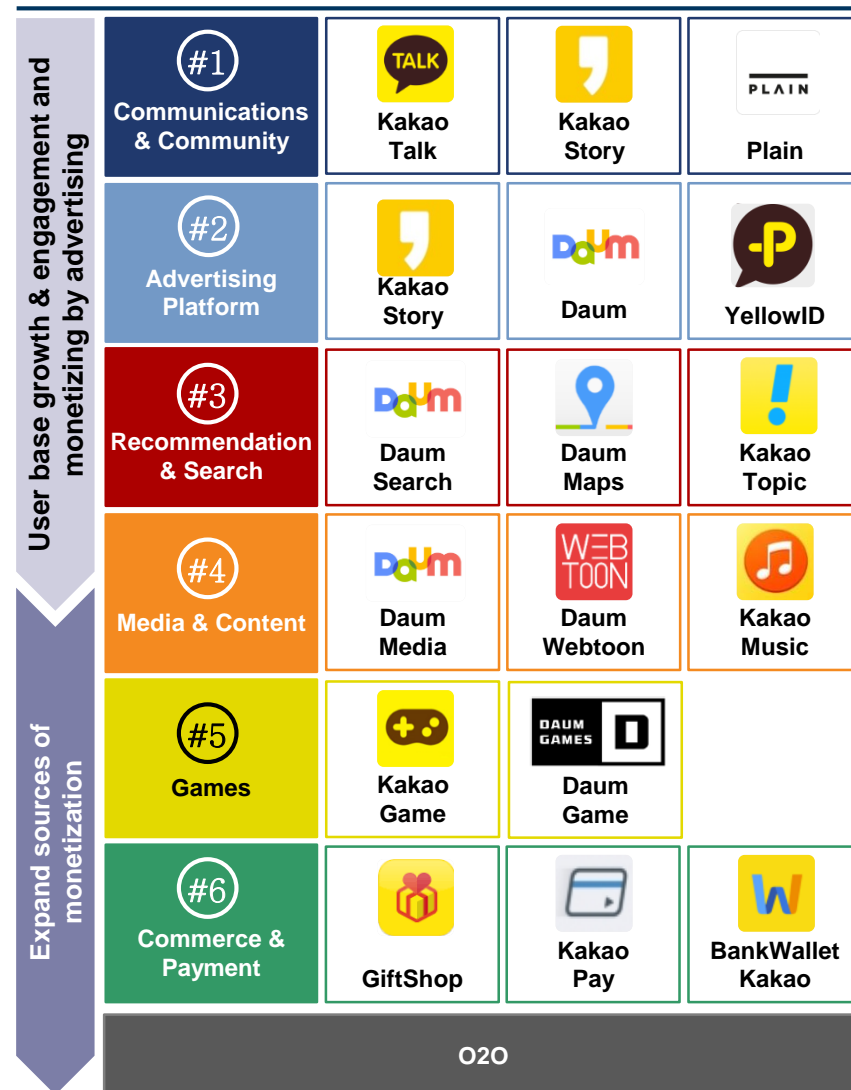 User base growth & engagement and
monetizing by advertising
#1
Communications
& Community
TALK
Kakao
Talk
Kakao
Story
PLAIN
Plain
#2
Advertising
Platform
Kakao
Story
Daum
Daum
P
YellowID
#3
Recommendation
& Search
Daum
Daum
Search
Daum
Maps
Kakao
Topic
#4
Media & Content
Daum
Daum
Media
WEB
TOON
Daum
Webtoon
Kakao
Music
Expand sources of
monetization
#5
Games
Kakao
Game
DAUM
GAMES
D
Daum
Game
#6
Commerce &
Payment
GiftShop
Kakao
Pay
W
BankWallet
Kakao
O2O